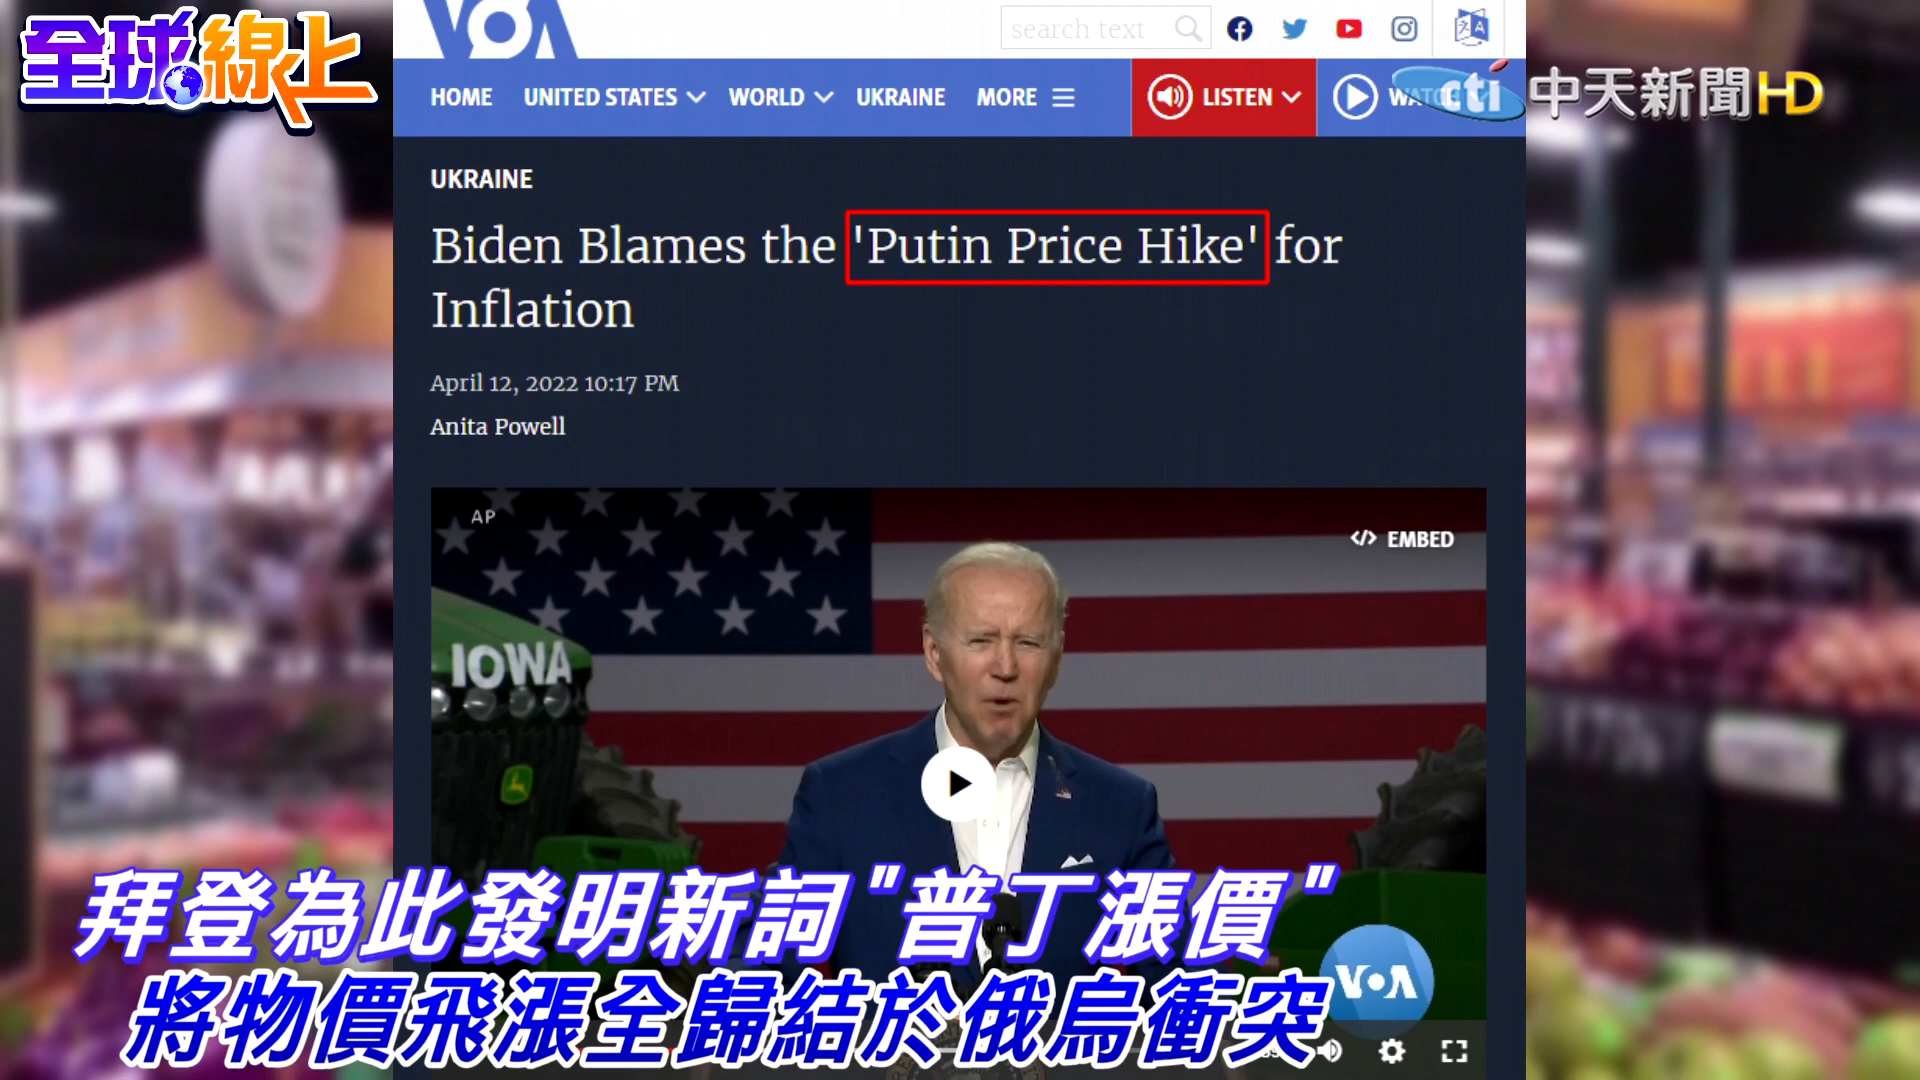 全球線上
VOA
search text
HOME UNITED STATES WORLD UKRAINE MORE LISTEN
cti 中天新聞HD
UKRAINE
Biden Blames the 'Putin Price Hike' for
Inflation
April 12, 2022 10:17 PM
Anita Powell
AP
EMBED
IOWA
拜登為此發明新詞"普丁漲價"
VOA
將物價飛漲全歸結於俄烏衝突